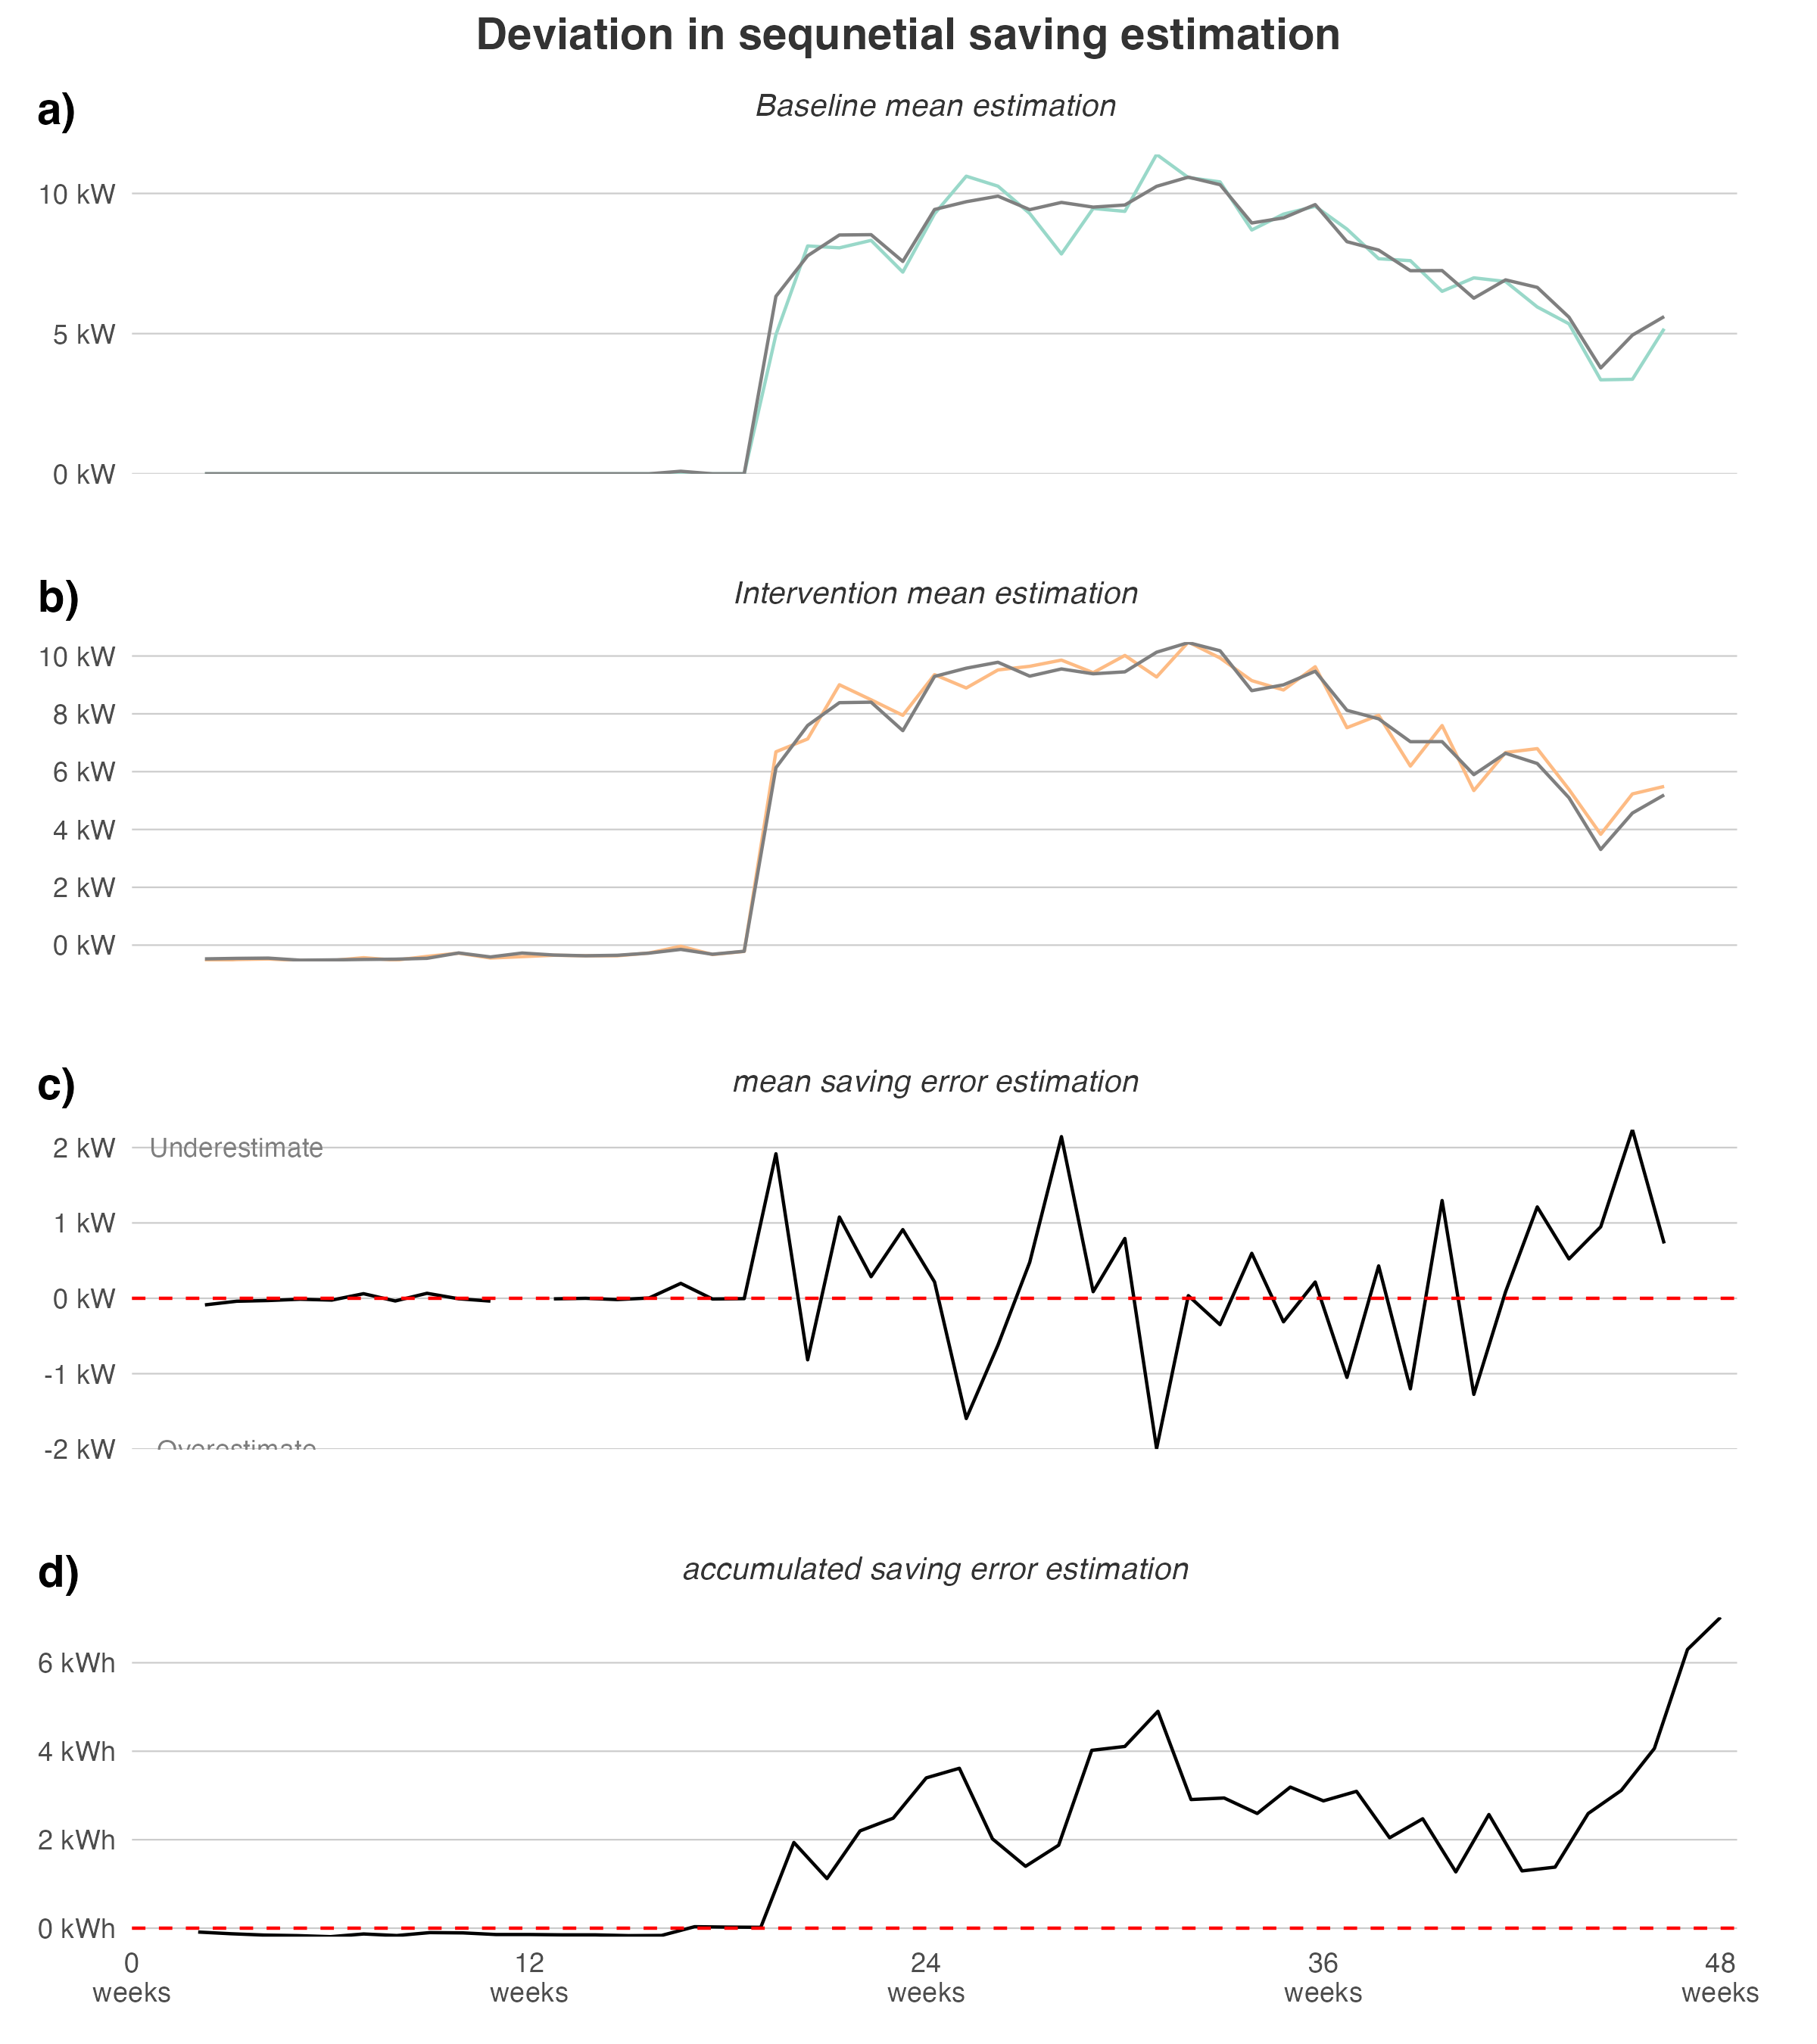 Deviation in sequnetial saving estimation
a)
Baseline mean estimation
10 kW
5 kW
0 kW
b)
Intervention mean estimation
10 kW
8 kW
6 kW
4 kW
2 kW
0 kW
c)
mean saving error estimation
2 kW
Underestimate
1 kW
0 kW
-1 kW
-2 kW
Overestimate
d)
accumulated saving error estimation
6 kWh
4 kWh
2 kWh
0 kWh
0 12 24 36 48
weeks weeks weeks weeks weeks